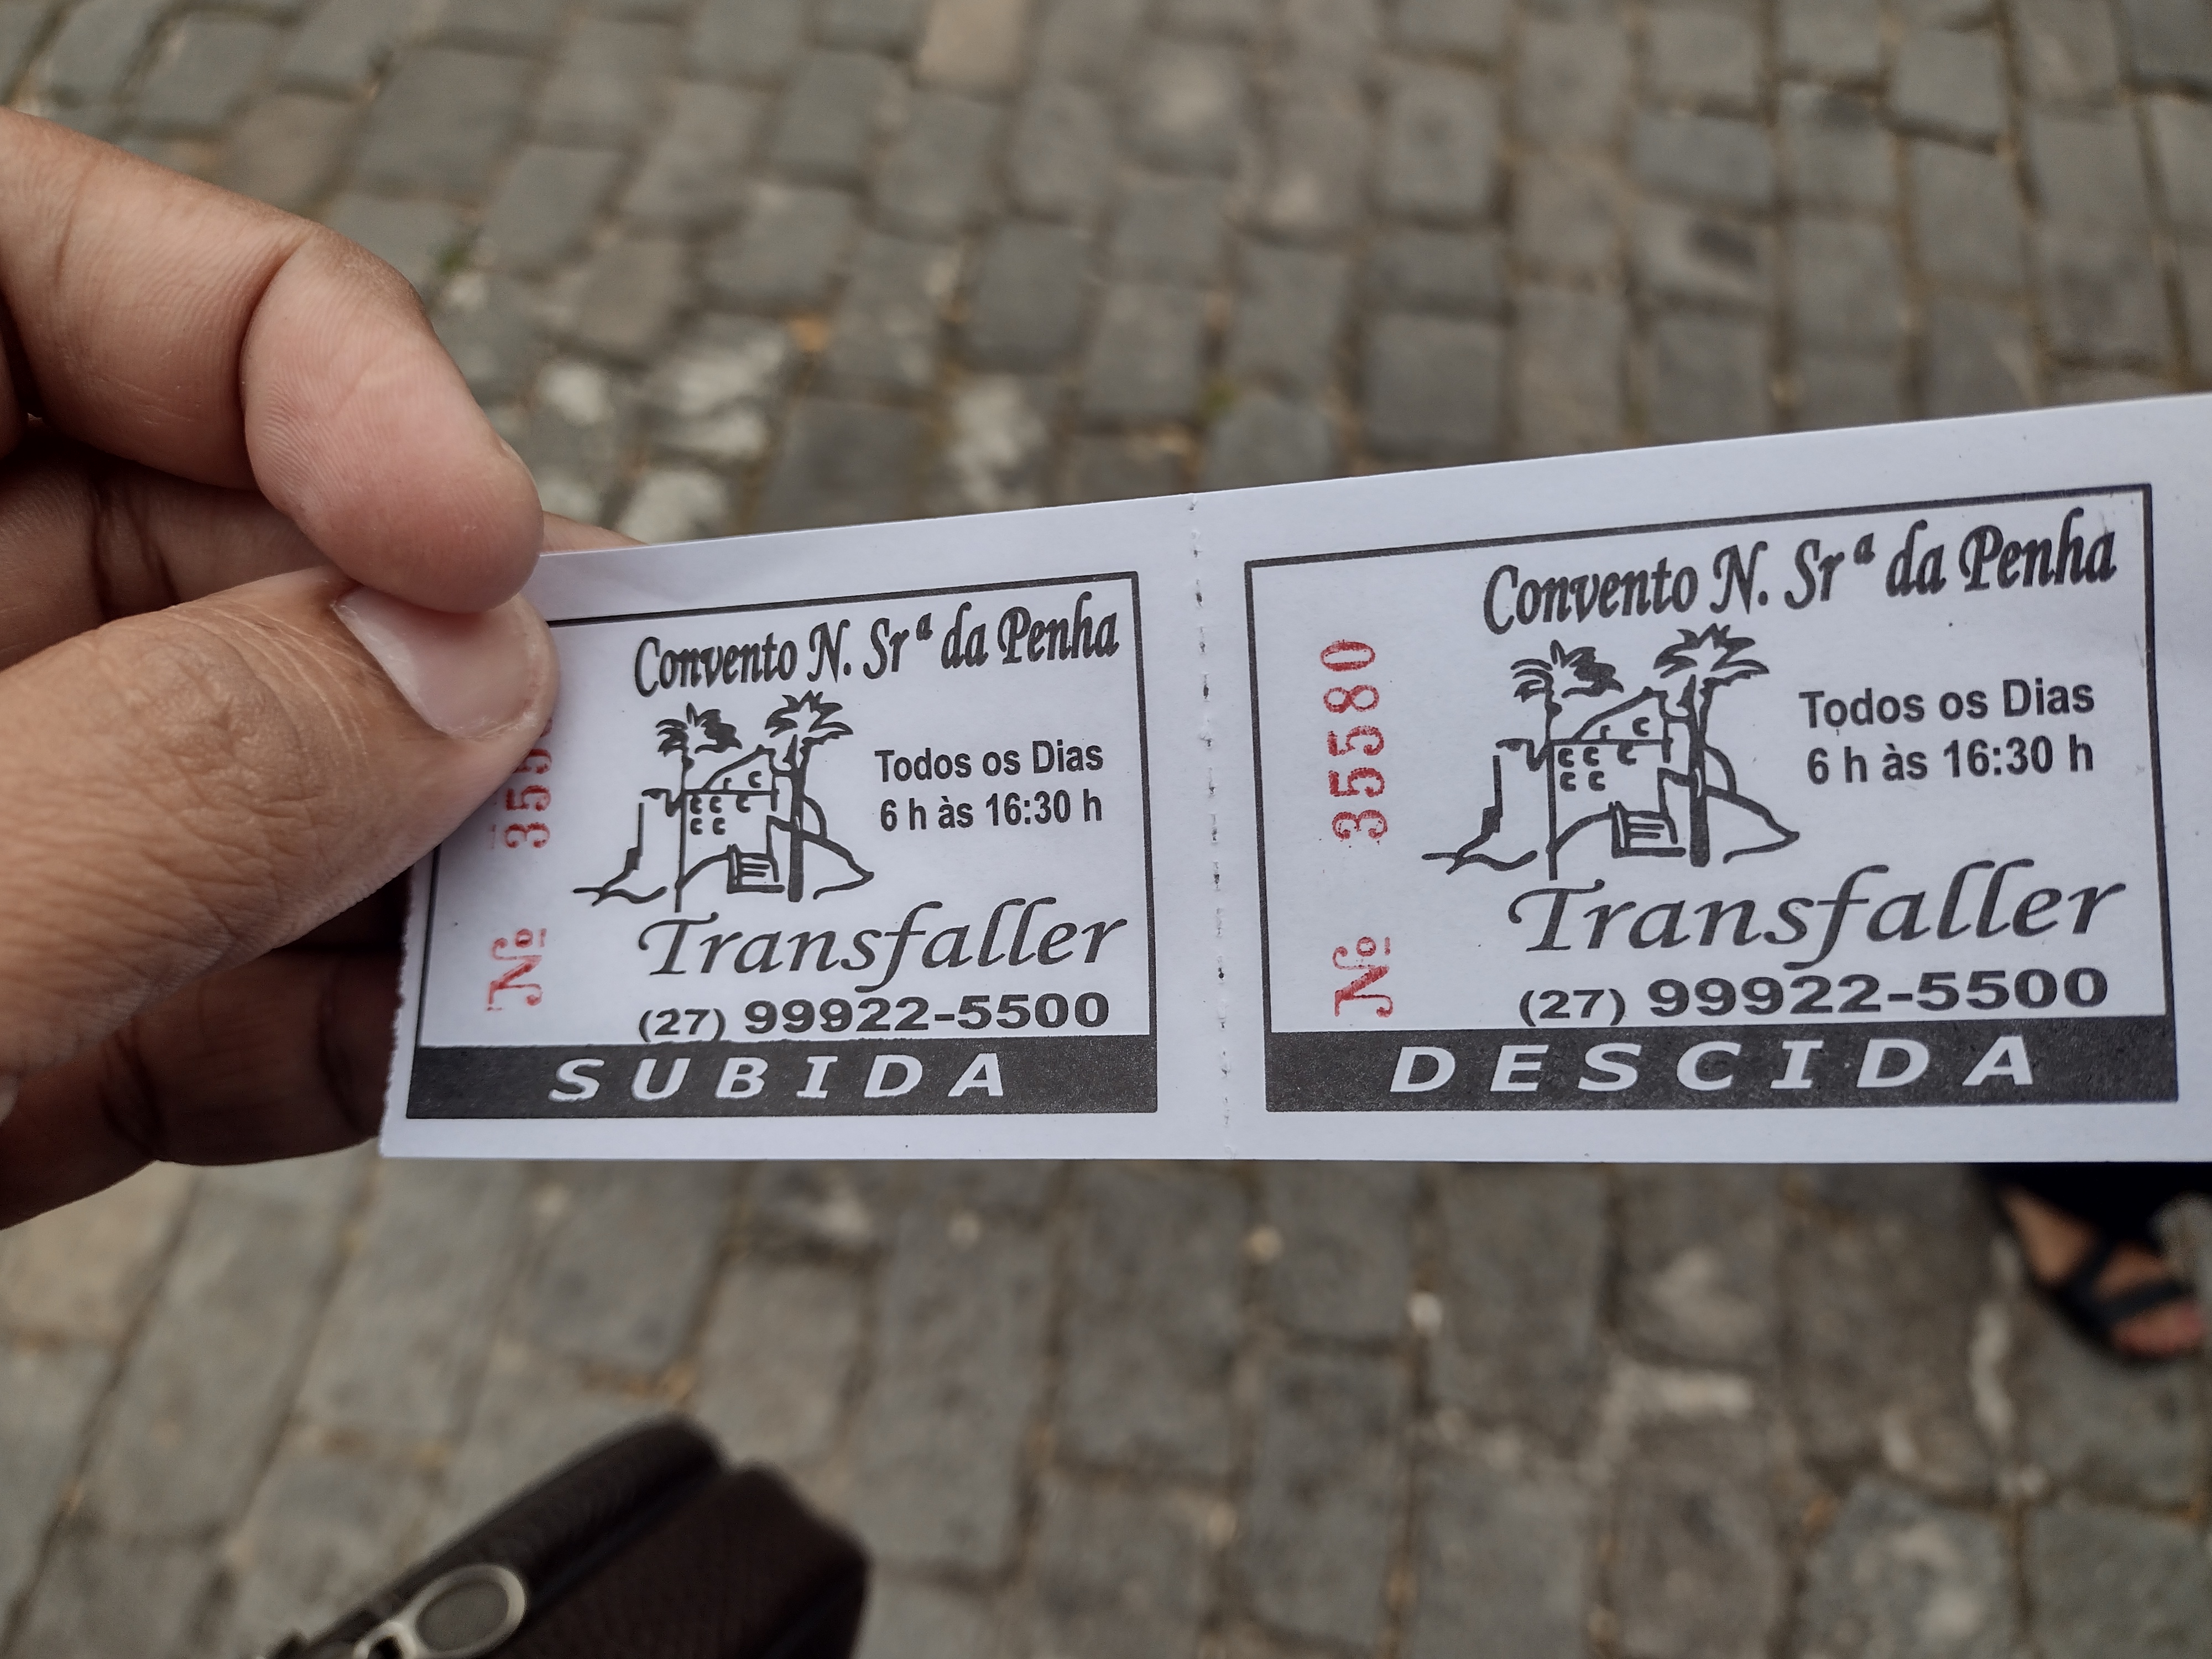 Convento N. Srª da Penha
Todos os Dias
6 h às 16:30 h
Transfaller
(27) 99922-5500
SUBIDA
Nº
Convento N. Srª da Penha
Todos os Dias
6 h às 16:30 h
Transfaller
(27) 99922-5500
DESCIDA
Nº 35580